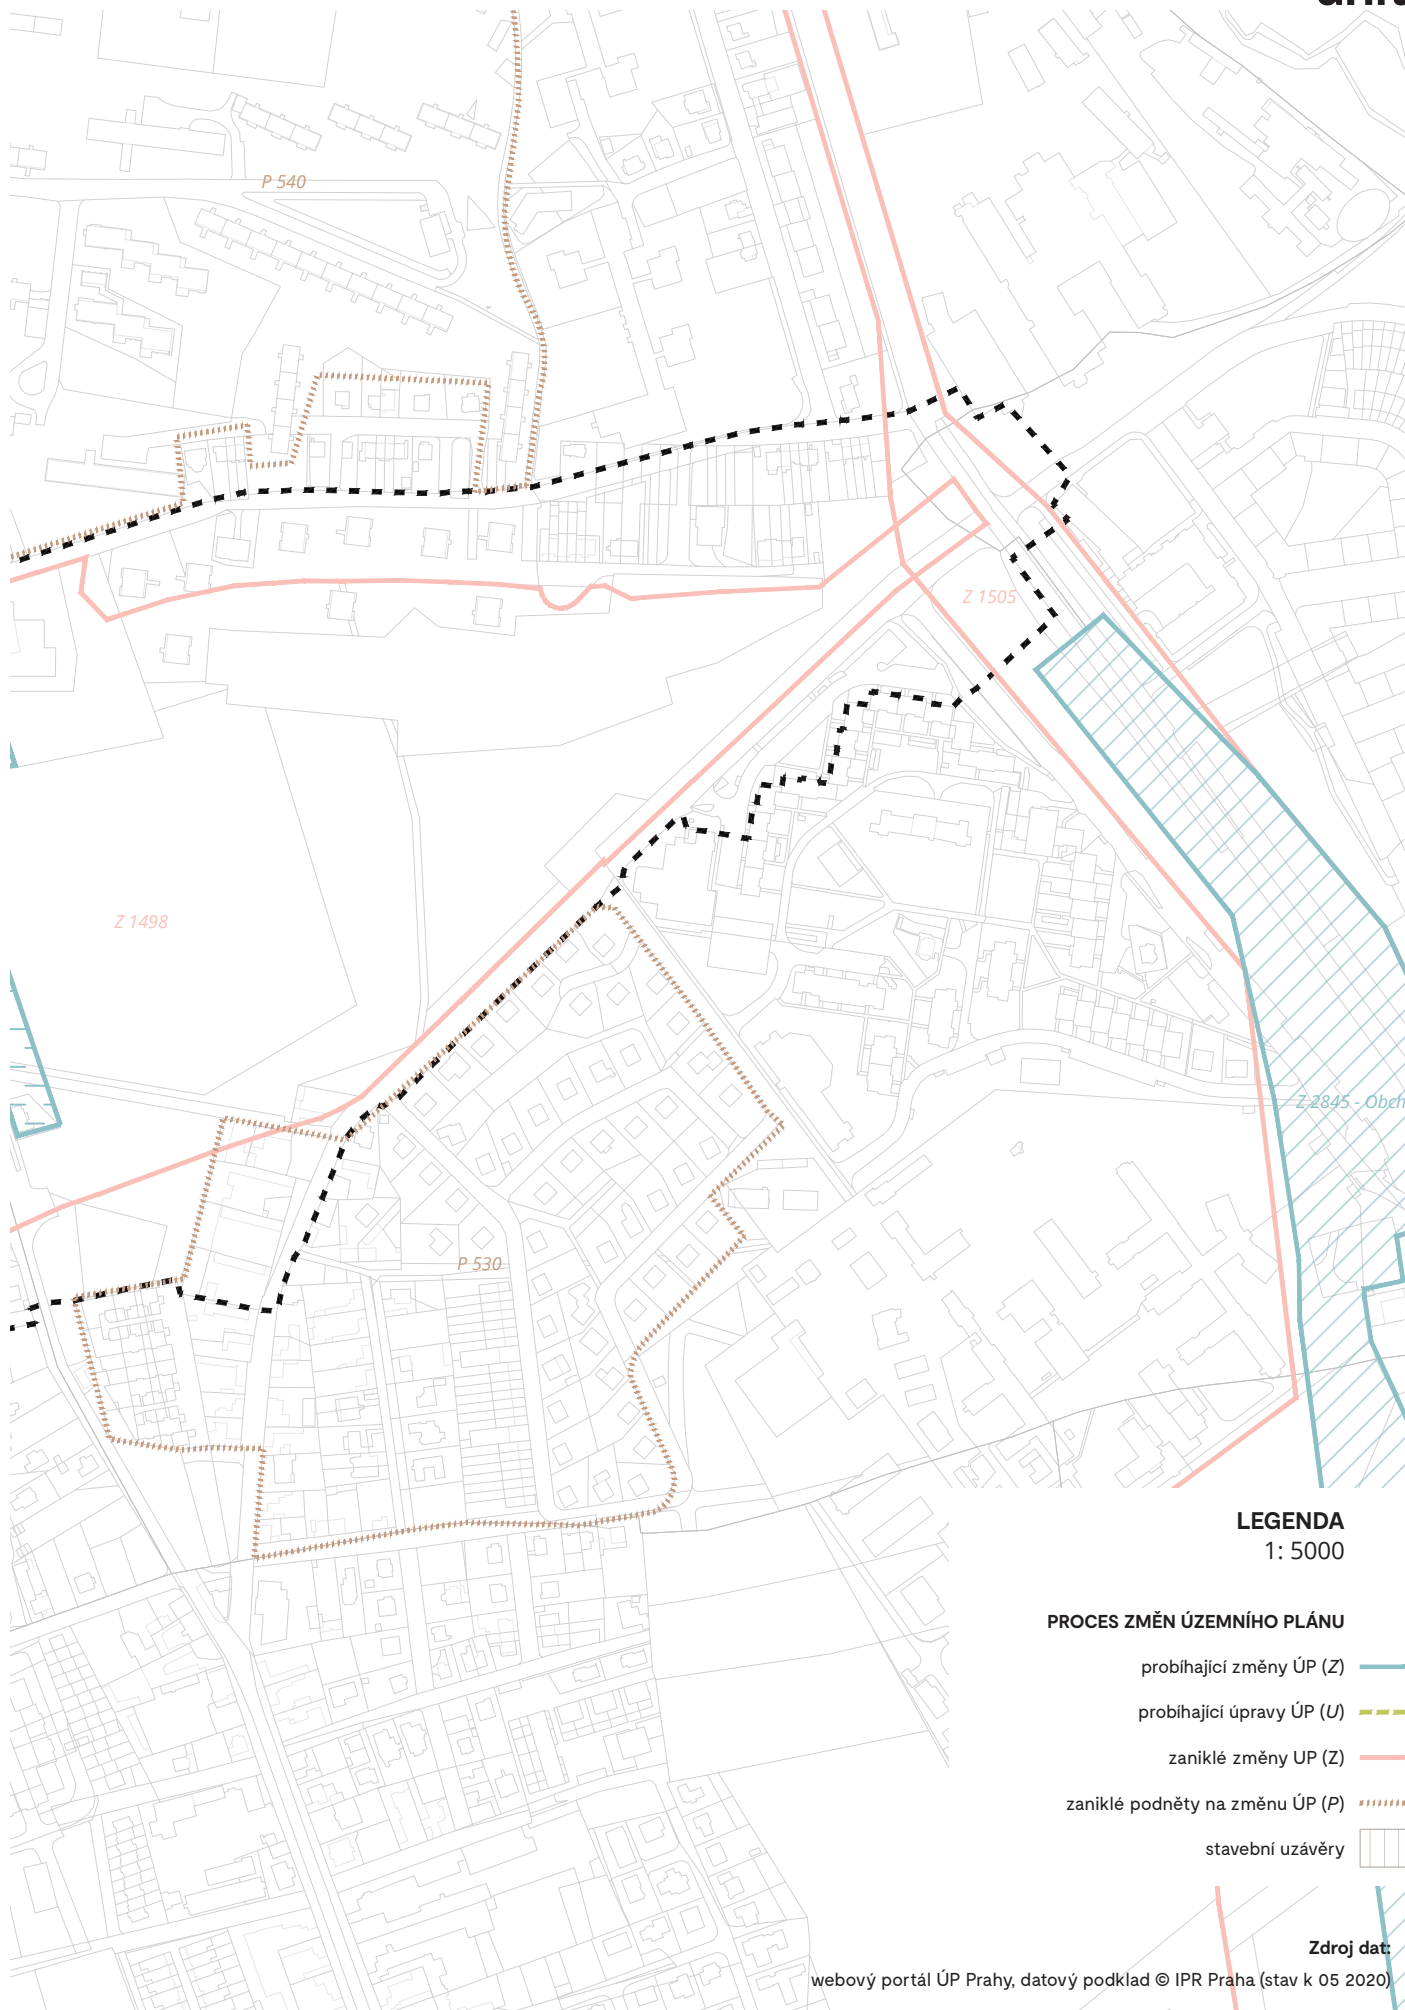 P 540
Z 1505
Z 1498
Z 2845 - Obch
P 530
LEGENDA
1: 5000
PROCES ZMĚN ÚZEMNÍHO PLÁNU
probíhající změny ÚP (Z)
probíhající úpravy ÚP (U)
zaniklé změny UP (Z)
zaniklé podněty na změnu ÚP (P)
stavební uzávěry
Zdroj dat:
webový portál ÚP Prahy, datový podklad © IPR Praha (stav k 05 2020)